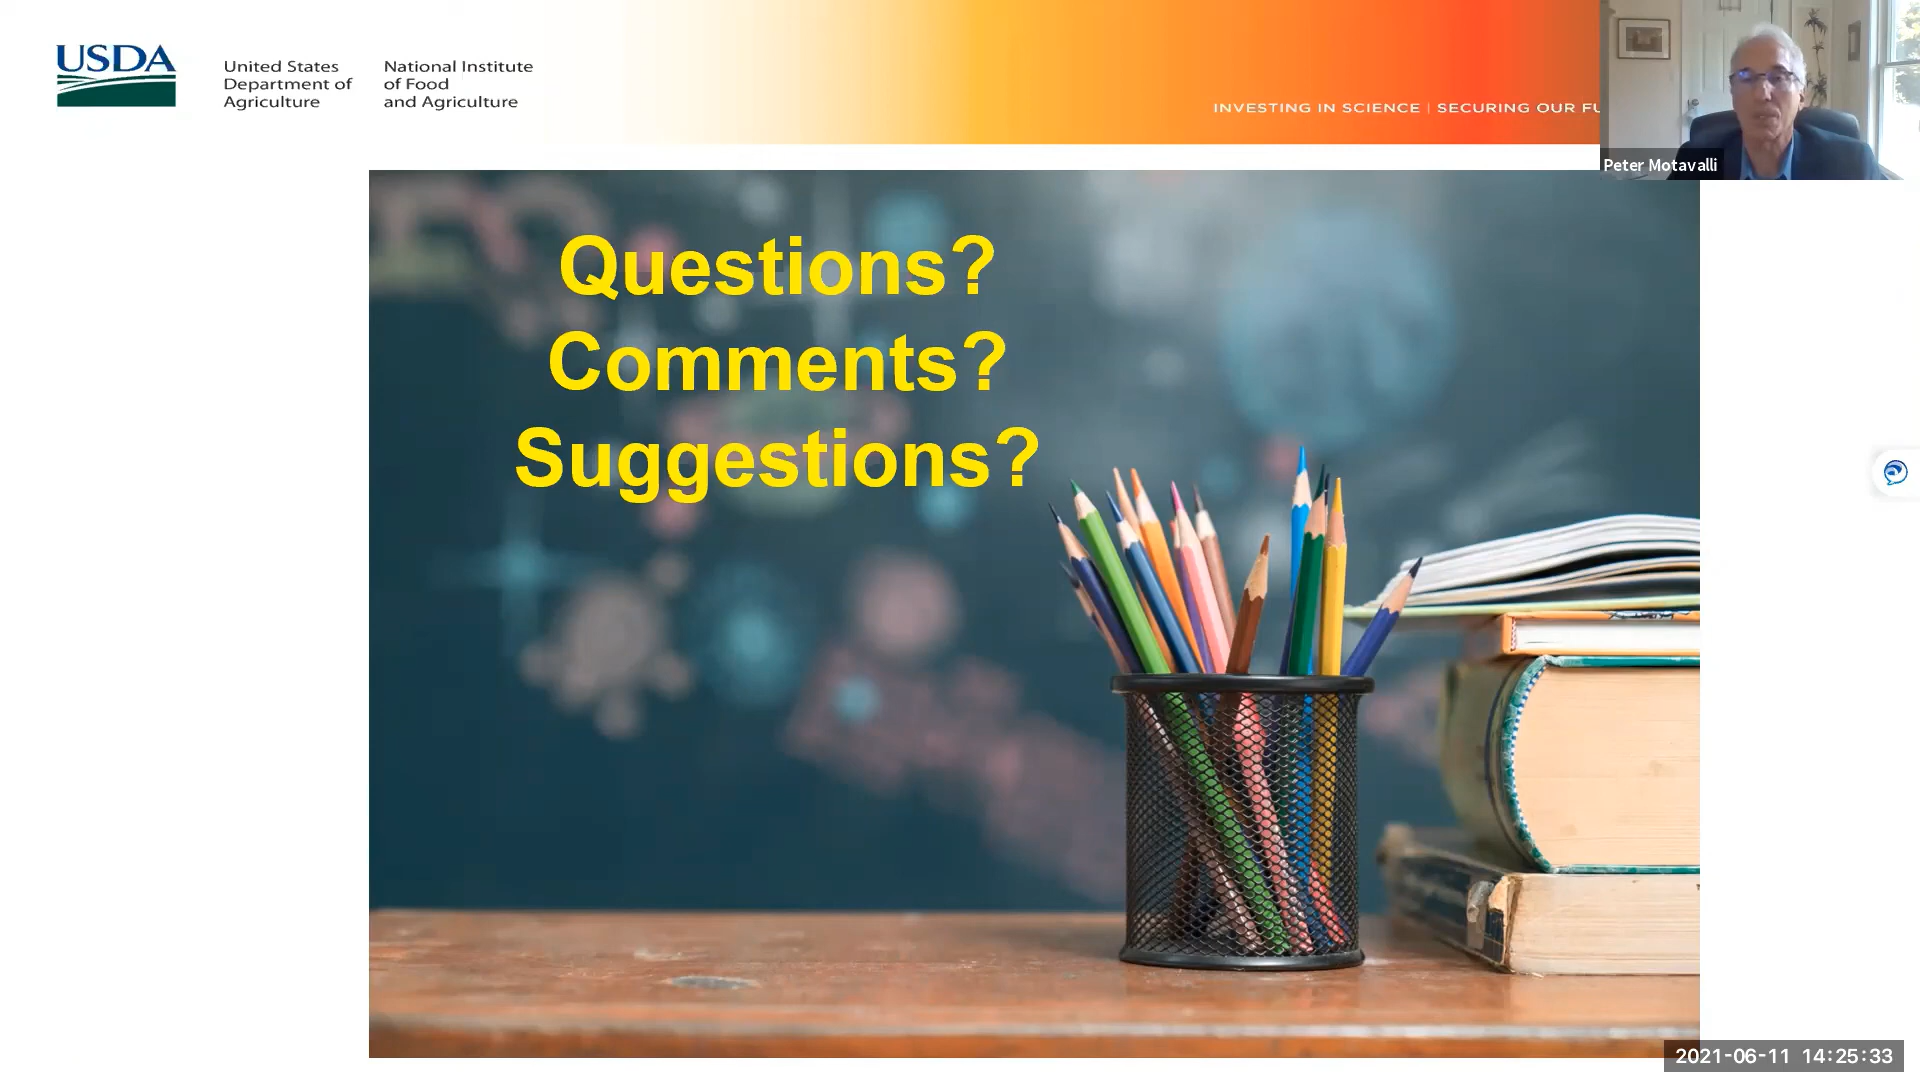 USDA
United States
Department of
Agriculture
National Institute
of Food
and Agriculture
INVESTING IN SCIENCE | SECURING OUR FU
Peter Motavalli
Questions?
Comments?
Suggestions?
2021-06-11 14:25:33